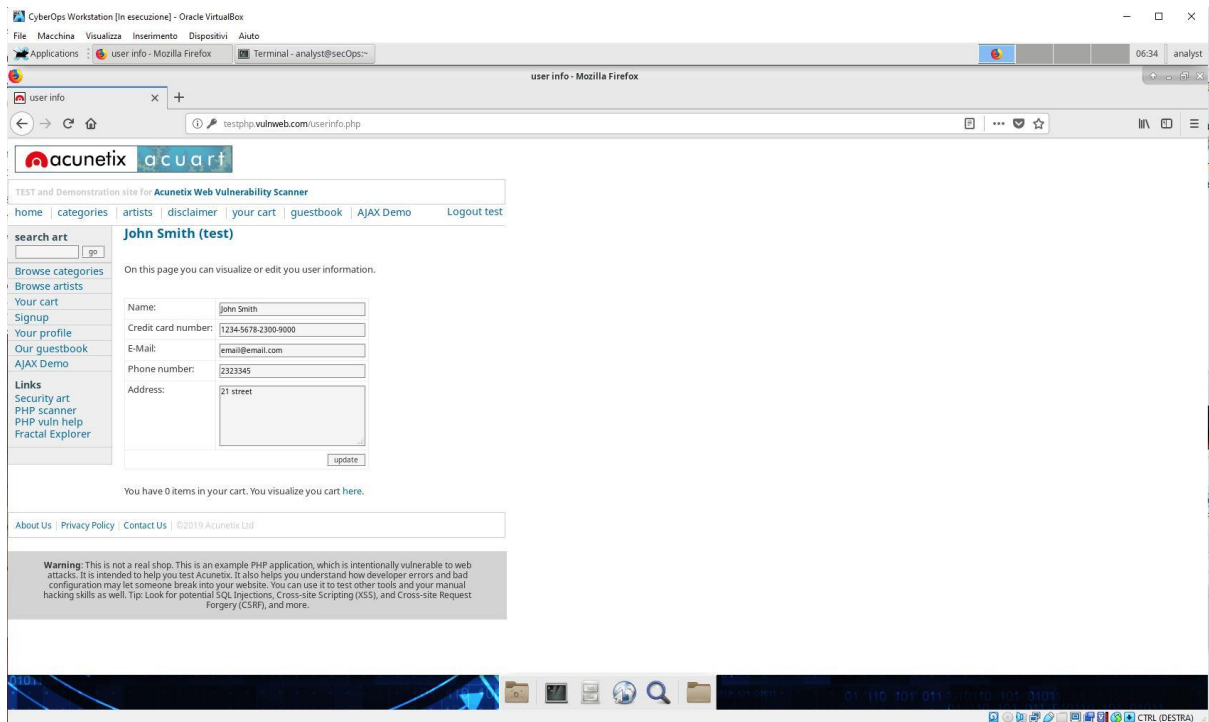 CyberOps Workstation [In esecuzione] - Oracle VirtualBox
File Macchina Visualizza Inserimento Dispositivi Aiuto
Applications user info - Mozilla Firefox Terminal - analyst@secOps:~ 06:34 analyst
user info - Mozilla Firefox
user info
testphp.vulnweb.com/userinfo.php
acunetix acuart
TEST and Demonstration site for Acunetix Web Vulnerability Scanner
home | categories | artists | disclaimer | your cart | guestbook | AJAX Demo Logout test
search art
go
Browse categories
Browse artists
Your cart
Signup
Your profile
Our guestbook
AJAX Demo
Links
Security art
PHP scanner
PHP vuln help
Fractal Explorer
John Smith (test)
On this page you can visualize or edit you user information.
Name: John Smith
Credit card number: 1234-5678-2300-9000
E-Mail: email@email.com
Phone number: 2323345
Address: 21 street
update
You have 0 items in your cart. You visualize you cart here.
About Us | Privacy Policy | Contact Us | ©2019 Acunetix Ltd
Warning: This is not a real shop. This is an example PHP application, which is intentionally vulnerable to web
attacks. It is intended to help you test Acunetix. It also helps you understand how developer errors and bad
configuration may let someone break into your website. You can use it to test other tools and your manual
hacking skills as well. Tip: Look for potential SQL Injections, Cross-site Scripting (XSS), and Cross-site Request
Forgery (CSRF), and more.
CTRL (DESTRA)